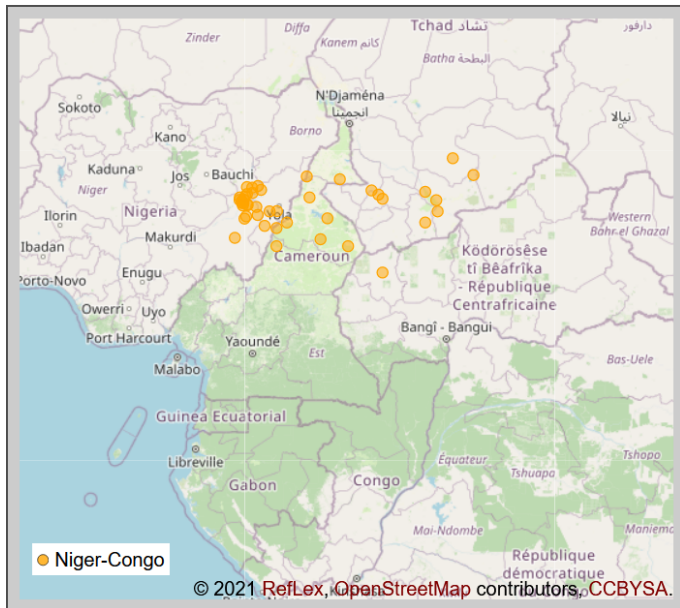 Tchad تشاد
Diffa
دارفور
Zinder
Kanem كانم
Batha البطحة
Sokoto
N'Djaména
انجمينا
نيالا
Kano
Borno
Kaduna
Jos
Bauchi
Niger
Ilorin
Nigeria
Yola
Western
Bahr el Ghazal
Ibadan
Makurdi
Cameroun
Ködörösêse
tî Bêafrîka
- République
Centrafricaine
Porto-Novo
Enugu
Owerri
Uyo
Port Harcourt
Yaoundé
Est
Bangî - Bangui
Malabo
Bas-Uele
Guinea Ecuatorial
Libreville
Gabon
Congo
Équateur
Tshuapa
Tshopo
Mai-Ndombe
Maniema
République
démocratique
Niger-Congo
© 2021 RefLex, OpenStreetMap contributors, CCBYSA.